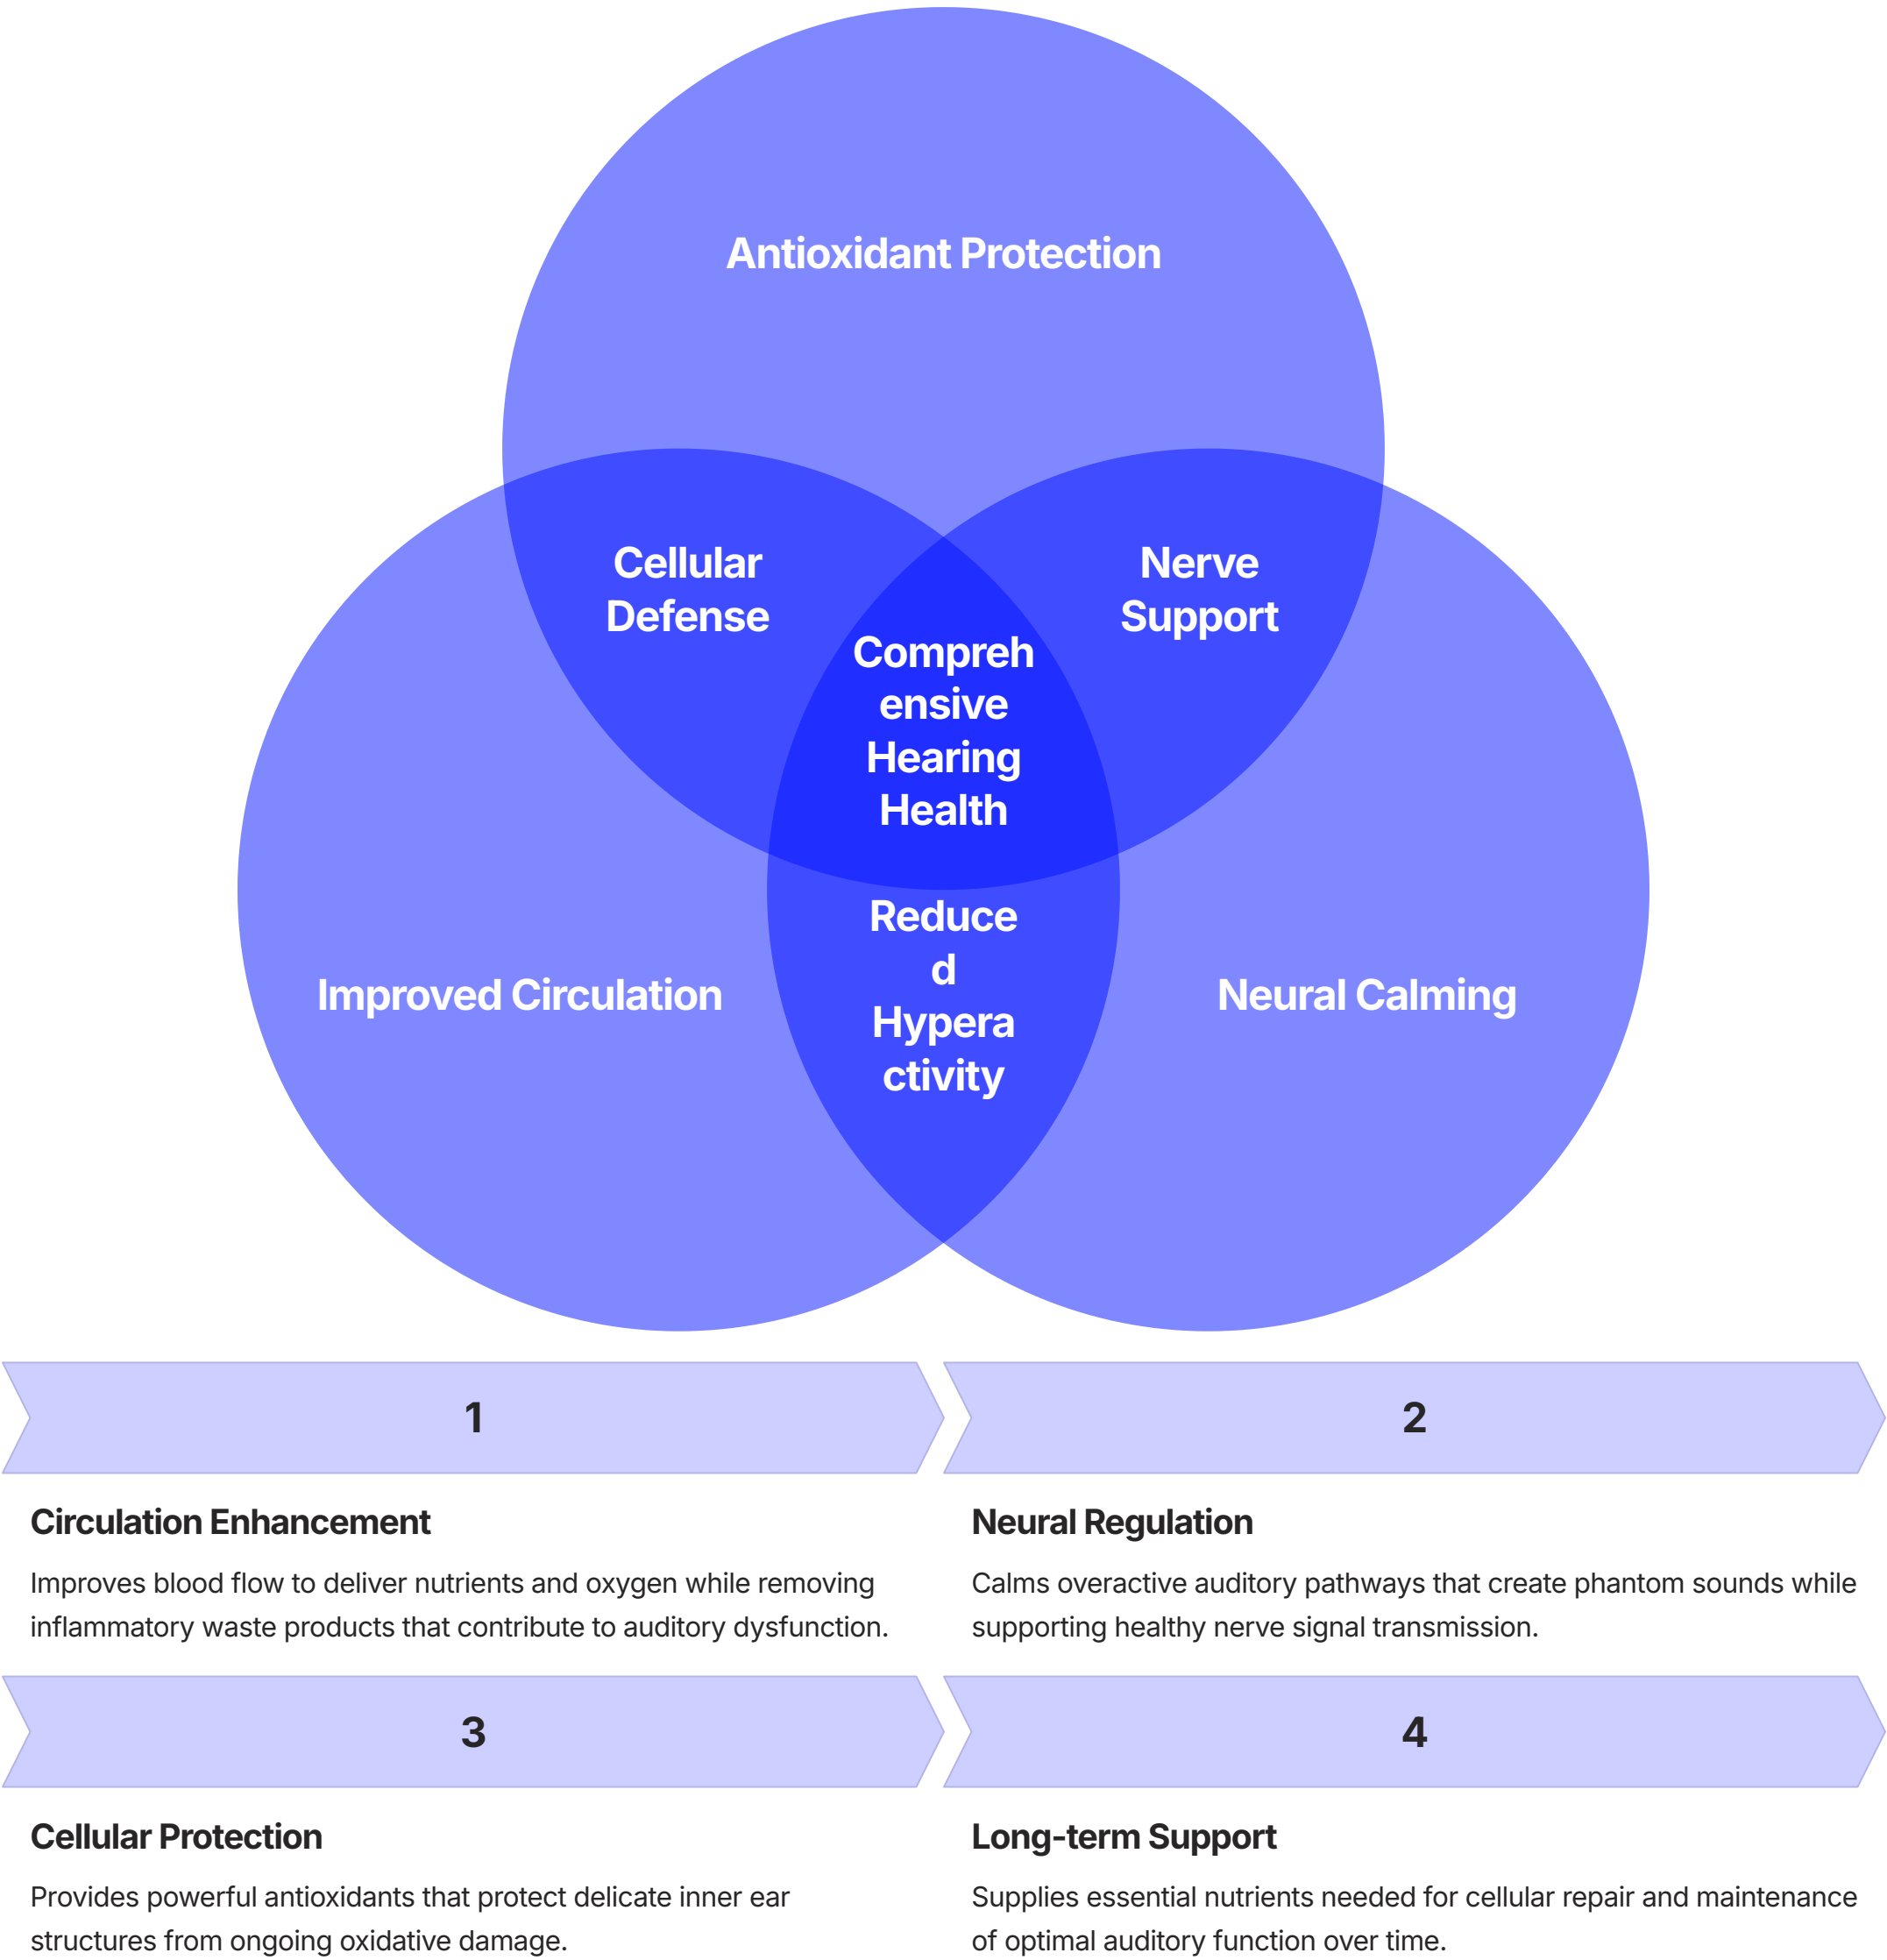 Antioxidant Protection
Cellular
Defense
Nerve
Support
Compreh
ensive
Hearing
Health
Improved Circulation
Reduce
d
Hypera
ctivity
Neural Calming
1
2
Circulation Enhancement
Improves blood flow to deliver nutrients and oxygen while removing
inflammatory waste products that contribute to auditory dysfunction.
Neural Regulation
Calms overactive auditory pathways that create phantom sounds while
supporting healthy nerve signal transmission.
3
4
Cellular Protection
Provides powerful antioxidants that protect delicate inner ear
structures from ongoing oxidative damage.
Long-term Support
Supplies essential nutrients needed for cellular repair and maintenance
of optimal auditory function over time.